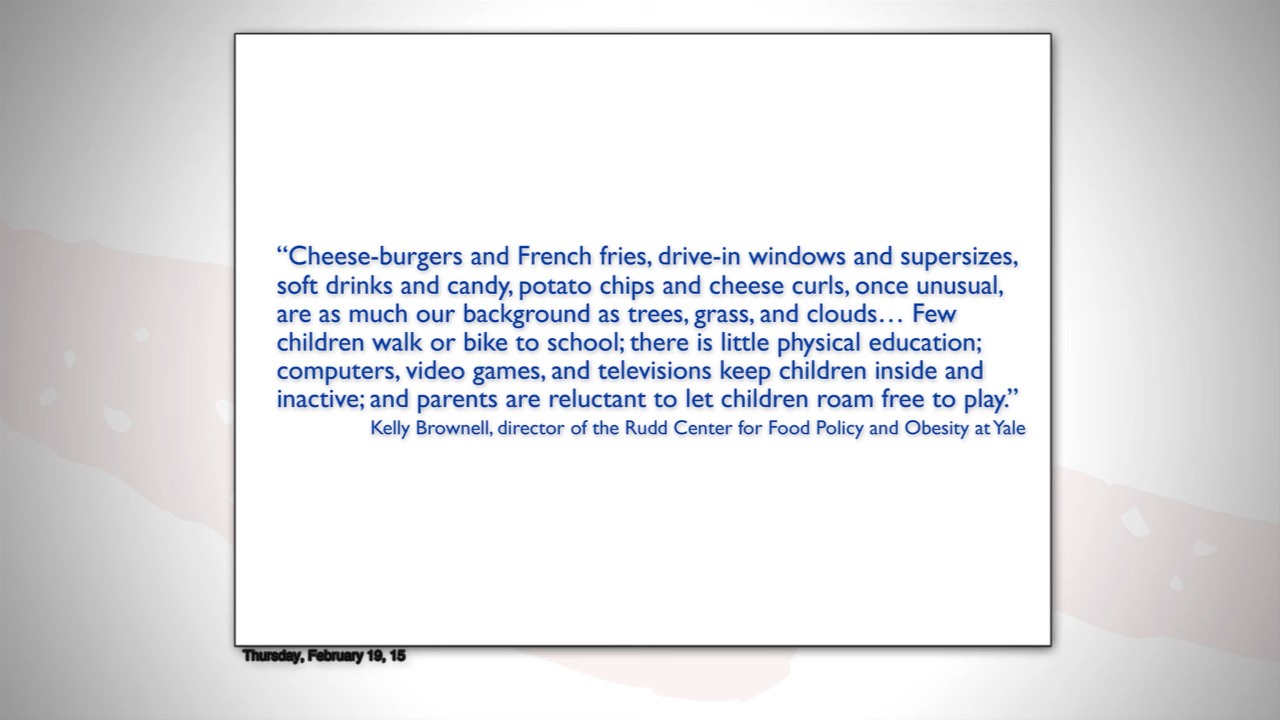 “Cheese-burgers and French fries, drive-in windows and supersizes,
soft drinks and candy, potato chips and cheese curls, once unusual,
are as much our background as trees, grass, and clouds… Few
children walk or bike to school; there is little physical education;
computers, video games, and televisions keep children inside and
inactive; and parents are reluctant to let children roam free to play.”
Kelly Brownell, director of the Rudd Center for Food Policy and Obesity at Yale
Thursday, February 19, 15